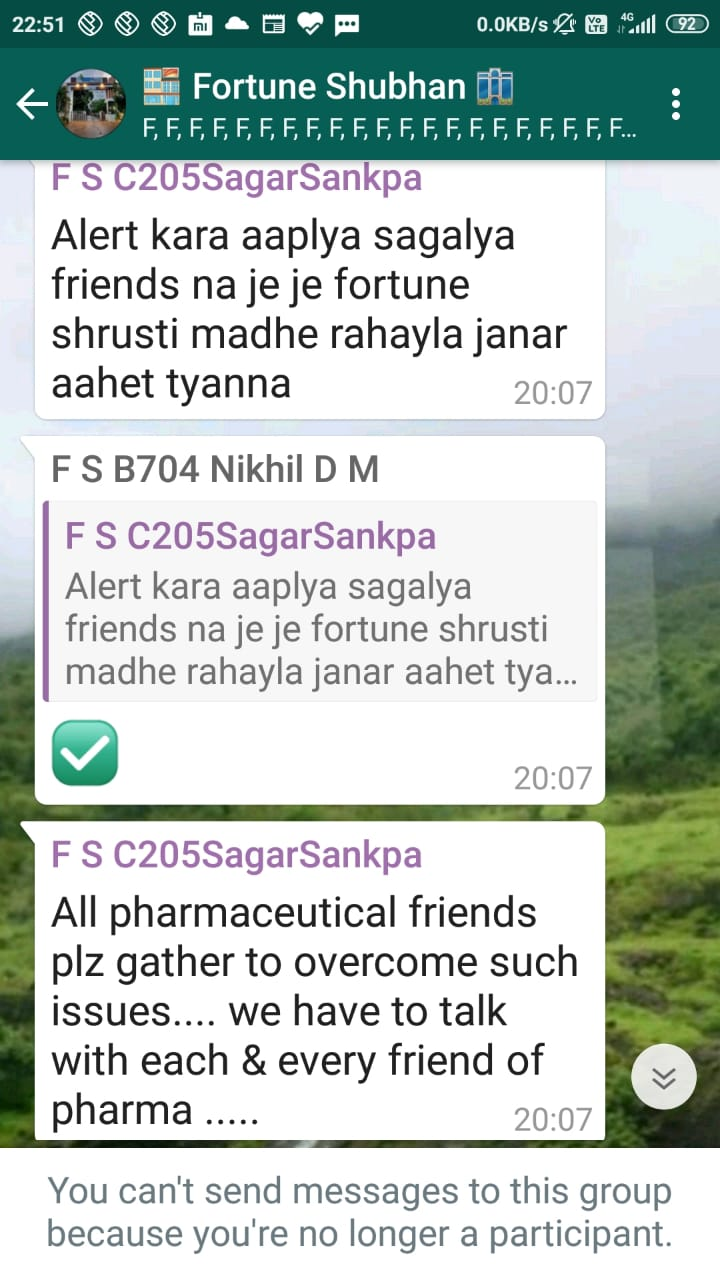 22:51 0.0KB/s Vo LTE 4G 92
Fortune Shubhan
F, F, F, F, F, F, F, F, F, F, F, F, F, F, F, F, F, F, F, F, F...
F S C205SagarSankpa
Alert kara aaplya sagalya
friends na je je fortune
shrusti madhe rahayla janar
aahet tyanna 20:07
F S B704 Nikhil D M
F S C205SagarSankpa
Alert kara aaplya sagalya
friends na je je fortune shrusti
madhe rahayla janar aahet tya...
20:07
F S C205SagarSankpa
All pharmaceutical friends
plz gather to overcome such
issues.... we have to talk
with each & every friend of
pharma ..... 20:07
You can't send messages to this group
because you're no longer a participant.